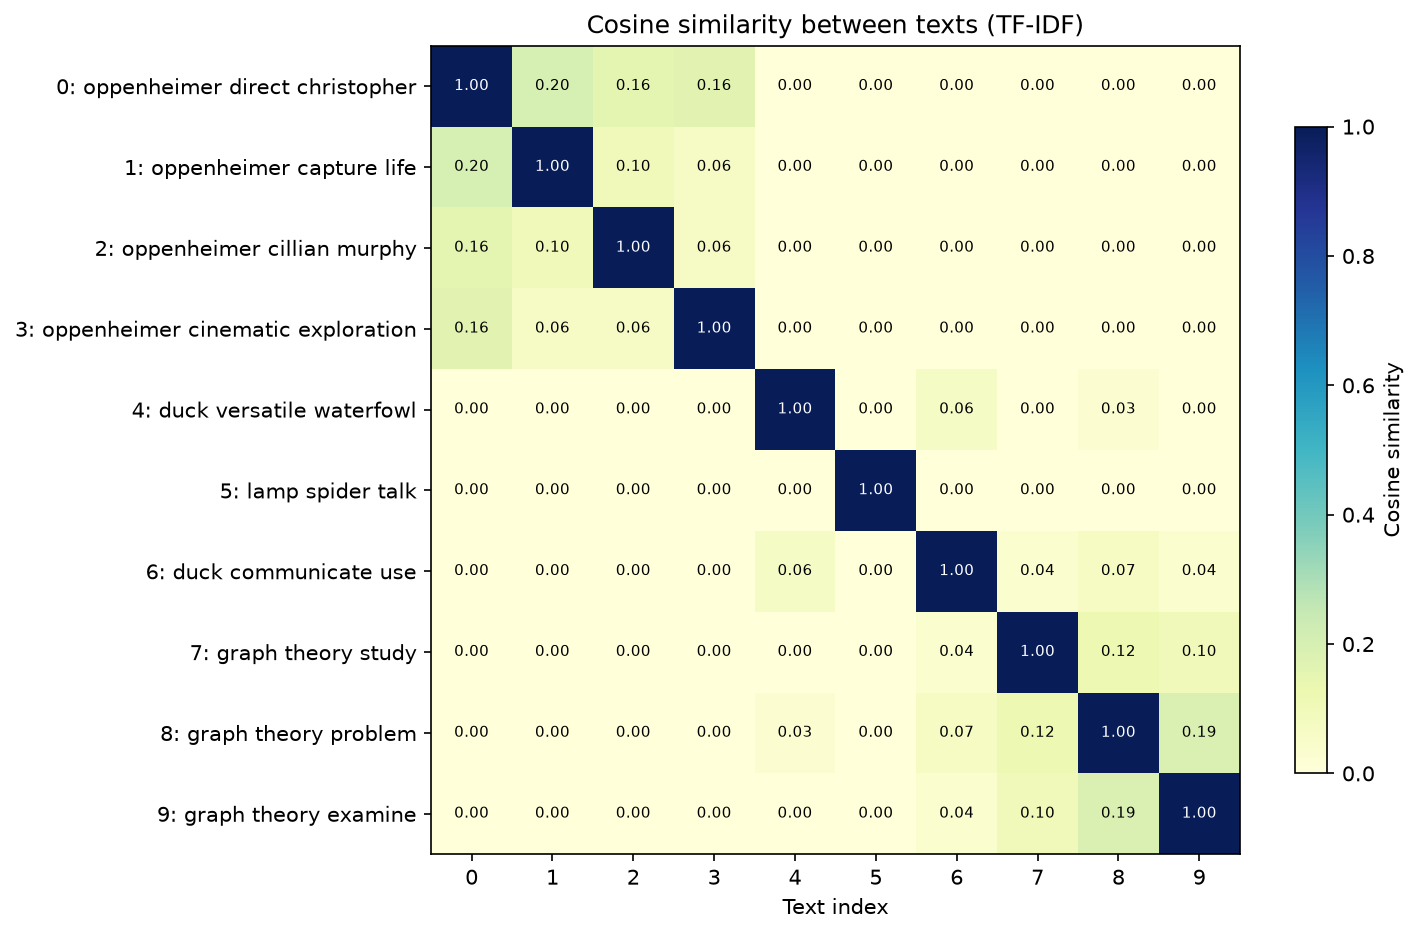 Cosine similarity between texts (TF-IDF)
0: oppenheimer direct christopher 1.00 0.20 0.16 0.16 0.00 0.00 0.00 0.00 0.00 0.00
1: oppenheimer capture life 0.20 1.00 0.10 0.06 0.00 0.00 0.00 0.00 0.00 0.00
2: oppenheimer cillian murphy 0.16 0.10 1.00 0.06 0.00 0.00 0.00 0.00 0.00 0.00
3: oppenheimer cinematic exploration 0.16 0.06 0.06 1.00 0.00 0.00 0.00 0.00 0.00 0.00
4: duck versatile waterfowl 0.00 0.00 0.00 0.00 1.00 0.00 0.06 0.00 0.03 0.00
5: lamp spider talk 0.00 0.00 0.00 0.00 0.00 1.00 0.00 0.00 0.00 0.00
6: duck communicate use 0.00 0.00 0.00 0.00 0.06 0.00 1.00 0.04 0.07 0.04
7: graph theory study 0.00 0.00 0.00 0.00 0.00 0.00 0.04 1.00 0.12 0.10
8: graph theory problem 0.00 0.00 0.00 0.00 0.03 0.00 0.07 0.12 1.00 0.19
9: graph theory examine 0.00 0.00 0.00 0.00 0.00 0.00 0.04 0.10 0.19 1.00
0 1 2 3 4 5 6 7 8 9
Text index
1.0
0.8
0.6
0.4
0.2
0.0
Cosine similarity